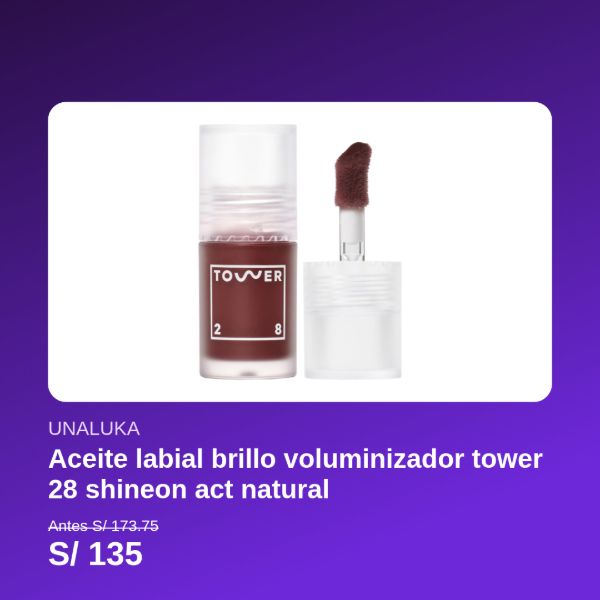 TOWER
2 8
UNALUKA
Aceite labial brillo voluminizador tower
28 shineon act natural
Antes S/ 173.75
S/ 135